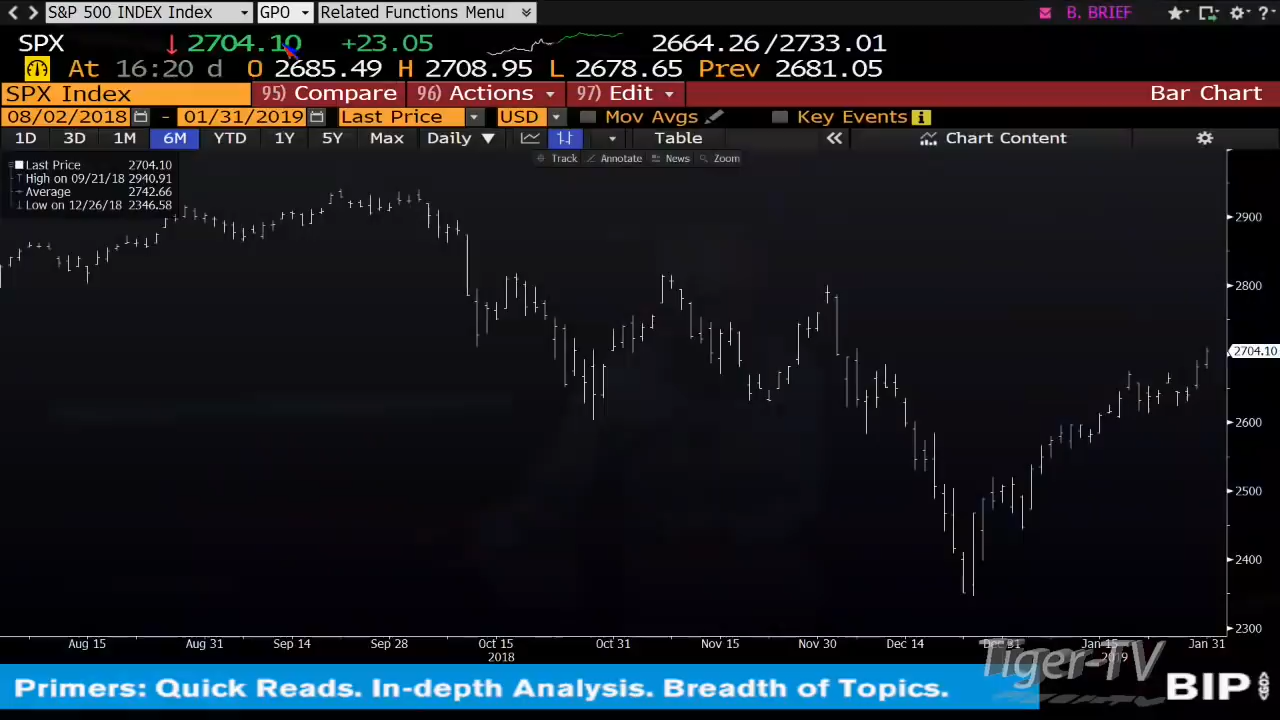 S&P 500 INDEX Index GPO Related Functions Menu B. BRIEF
SPX 2704.10 +23.05 2664.26/2733.01
At 16:20 d O 2685.49 H 2708.95 L 2678.65 Prev 2681.05
SPX Index 95) Compare 96) Actions 97) Edit Bar Chart
08/02/2018 - 01/31/2019 Last Price USD Mov Avgs Key Events
1D 3D 1M 6M YTD 1Y 5Y Max Daily Table Chart Content
Track Annotate News Zoom
Last Price 2704.10
High on 09/21/18 2940.91
Average 2742.66
Low on 12/26/18 2346.58
2900
2800
2704.10
2600
2500
2400
2300
Aug 15 Aug 31 Sep 14 Sep 28 Oct 15 Oct 31 Nov 15 Nov 30 Dec 14 Dec 31 Jan 15 Jan 31
2018 2019
Tiger-TV
Primers: Quick Reads. In-depth Analysis. Breadth of Topics. BIP GO